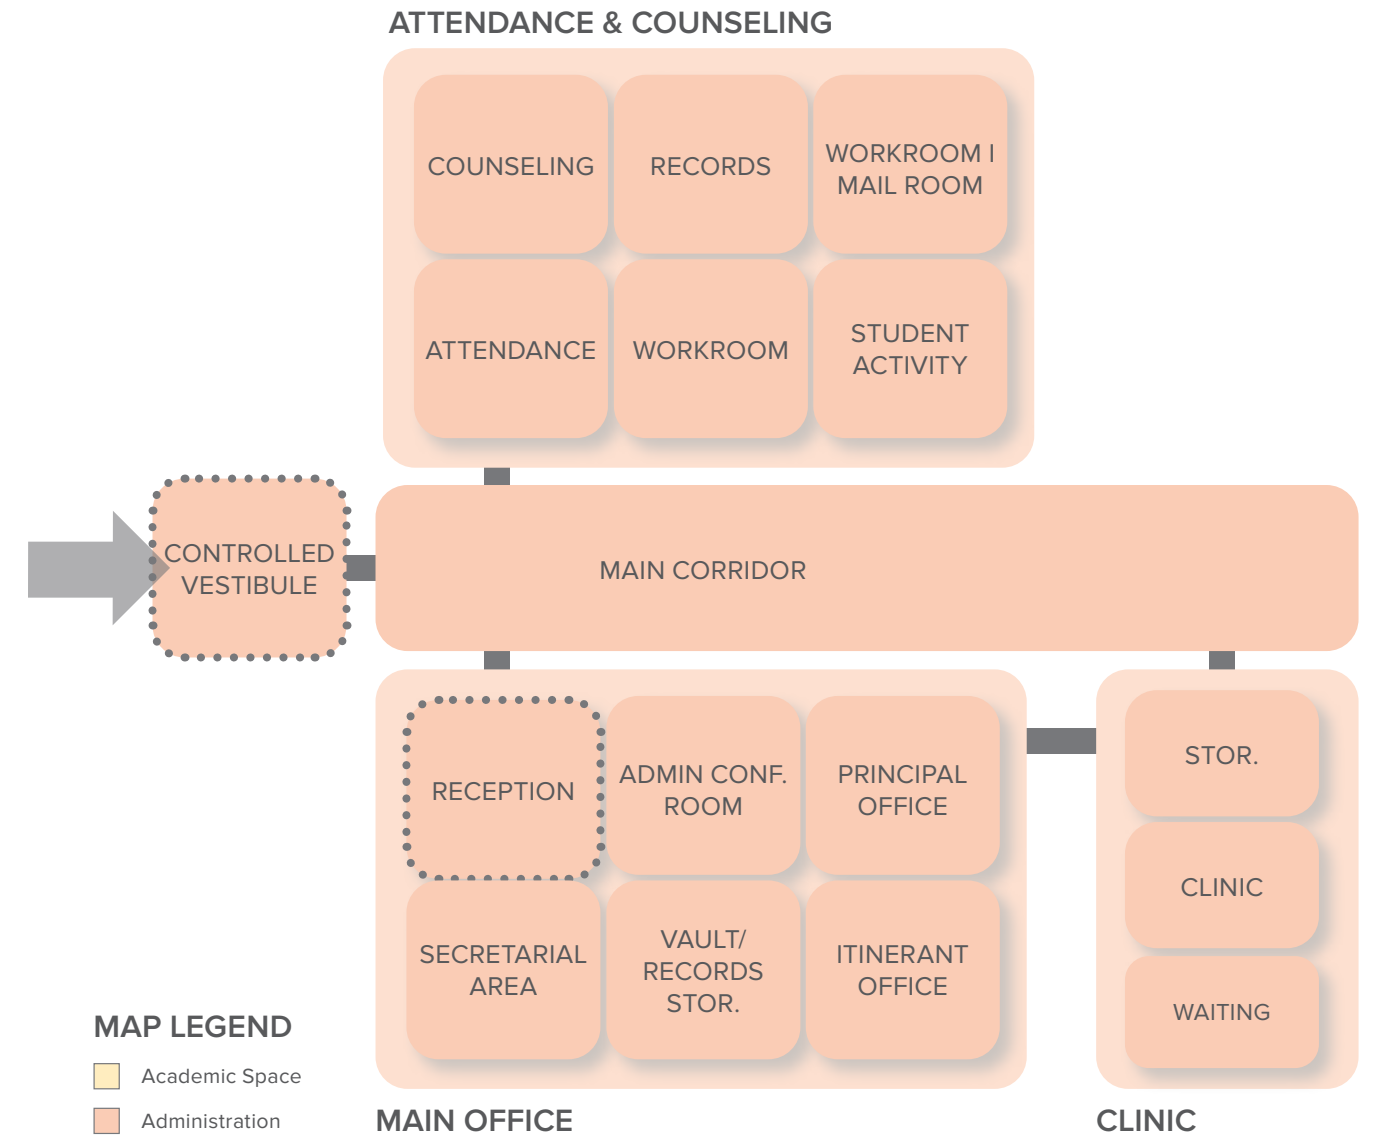 ATTENDANCE & COUNSELING
COUNSELING
RECORDS
WORKROOM |
MAIL ROOM
ATTENDANCE
WORKROOM
STUDENT
ACTIVITY
CONTROLLED
VESTIBULE
MAIN CORRIDOR
RECEPTION
ADMIN CONF.
ROOM
PRINCIPAL
OFFICE
SECRETARIAL
AREA
VAULT/
RECORDS
STOR.
ITINERANT
OFFICE
STOR.
CLINIC
WAITING
MAIN OFFICE
CLINIC
MAP LEGEND
Academic Space
Administration